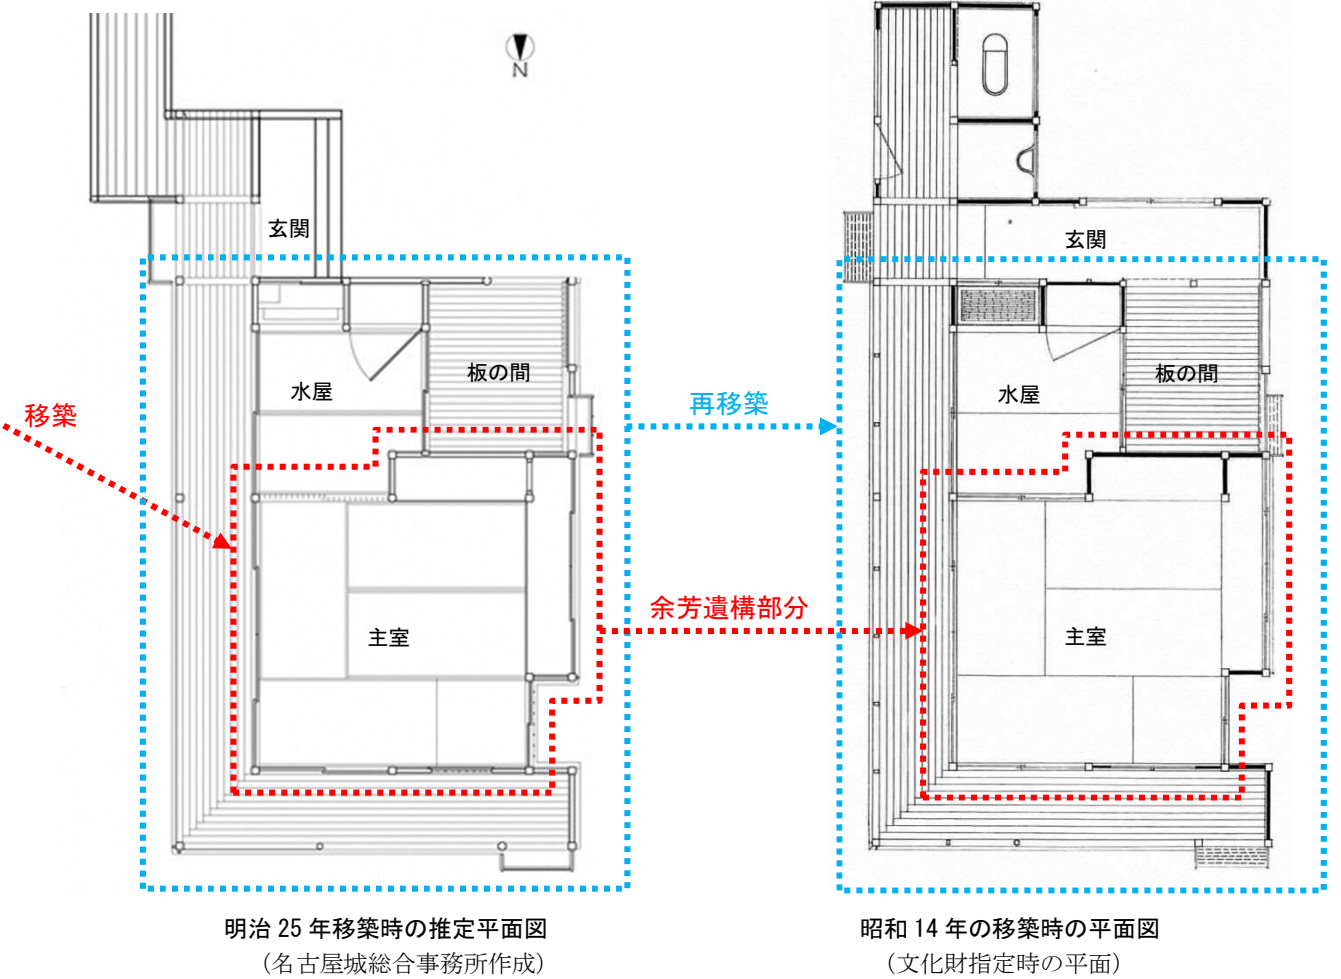 N
玄関
玄関
水屋
板の間
水屋
板の間
移築
再移築
余芳遺構部分
主室
主室
明治 25 年移築時の推定平面図
（名古屋城総合事務所作成）
昭和 14 年の移築時の平面図
（文化財指定時の平面）